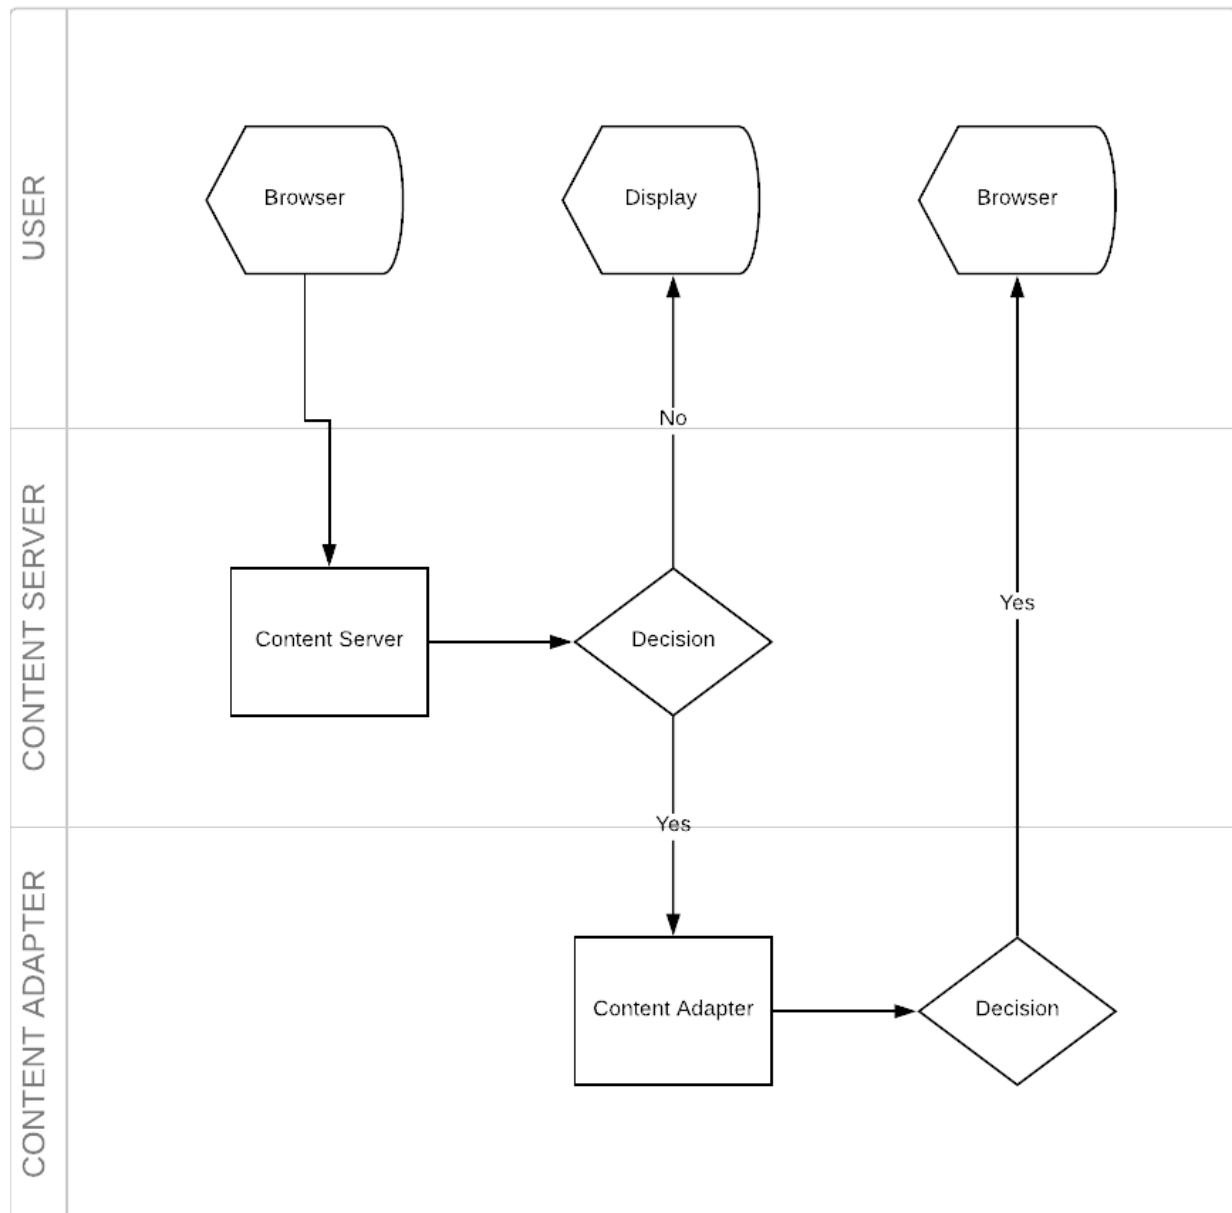 USER
Browser
Display
Browser
No
CONTENT SERVER
Content Server
Decision
Yes
Yes
CONTENT ADAPTER
Content Adapter
Decision